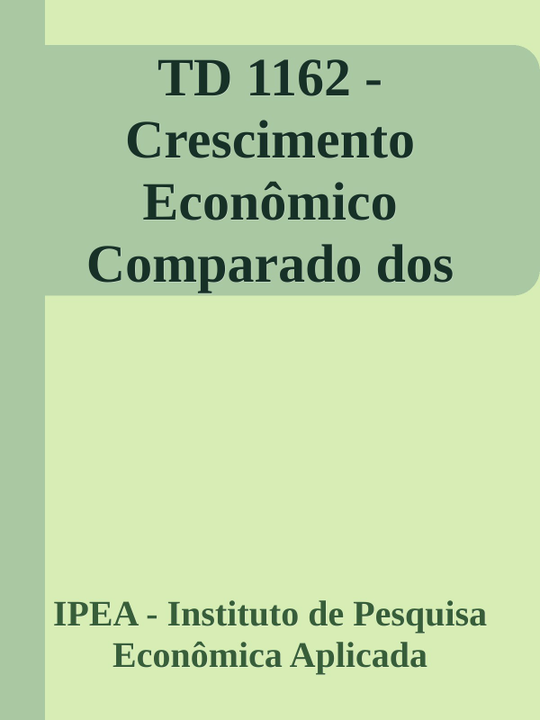 TD 1162 -
Crescimento
Econômico
Comparado dos
IPEA - Instituto de Pesquisa
Econômica Aplicada